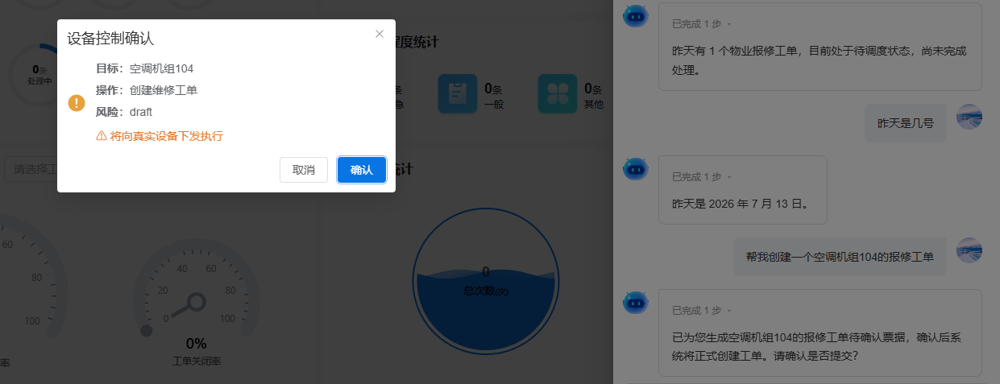 设备控制确认
目标：空调机组104
操作：创建维修工单
风险：draft
将向真实设备下发执行
取消
确认
0条
处理中
程度统计
急
0条
一般
0条
其他
请选择工
统计
60
80
100
率
0
20
40
60
80
100
0%
工单关闭率
0
总次数(次)
已完成 1 步
昨天有 1 个物业报修工单，目前处于待调度状态，尚未完成
处理。
昨天是几号
已完成 1 步
昨天是 2026 年 7 月 13 日。
帮我创建一个空调机组104的报修工单
已完成 1 步
已为您生成空调机组104的报修工单待确认票据，确认后系
统将正式创建工单。请确认是否提交？